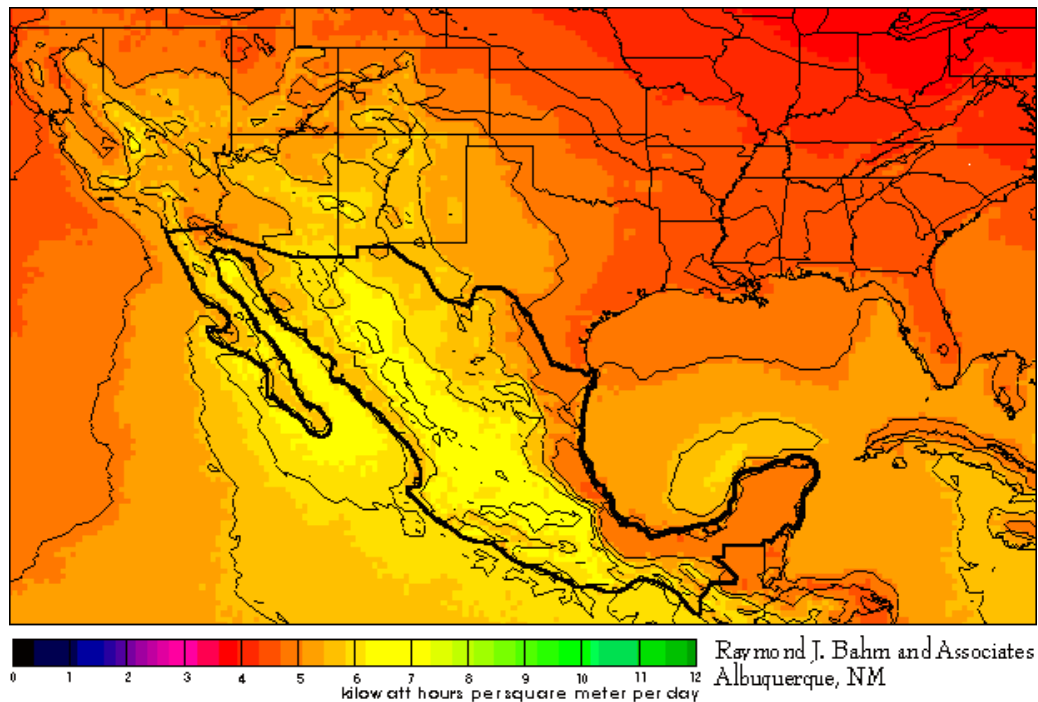 0 1 2 3 4 5 6 7 8 9 10 11 12
kilowatt hours per square meter per day
Raymond J. Bahm and Associates
Albuquerque, NM